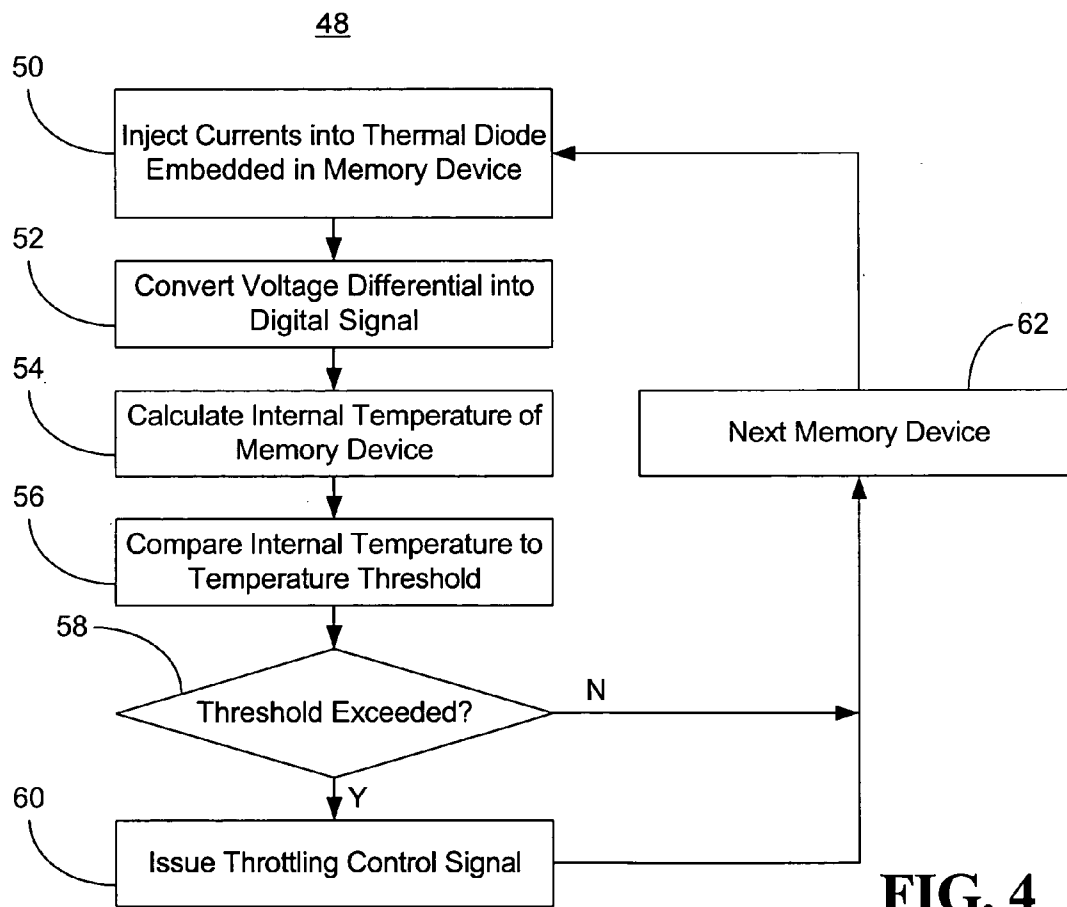 48
50
Inject Currents into Thermal Diode
Embedded in Memory Device
52
Convert Voltage Differential into
Digital Signal
62
54
Calculate Internal Temperature of
Memory Device
Next Memory Device
56
Compare Internal Temperature to
Temperature Threshold
58
Threshold Exceeded?
N
Y
60
Issue Throttling Control Signal
FIG. 4